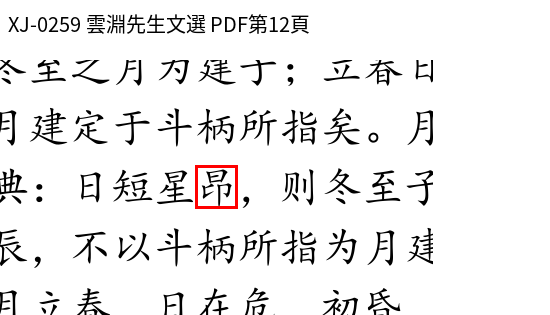 XJ-0259 雲淵先生文選 PDF第12頁
冬至之月为建子；立春日
月建定于斗柄所指矣。月
典：日短星昂，则冬至子
辰，不以斗柄所指为月建
月立春 日在危 初昏